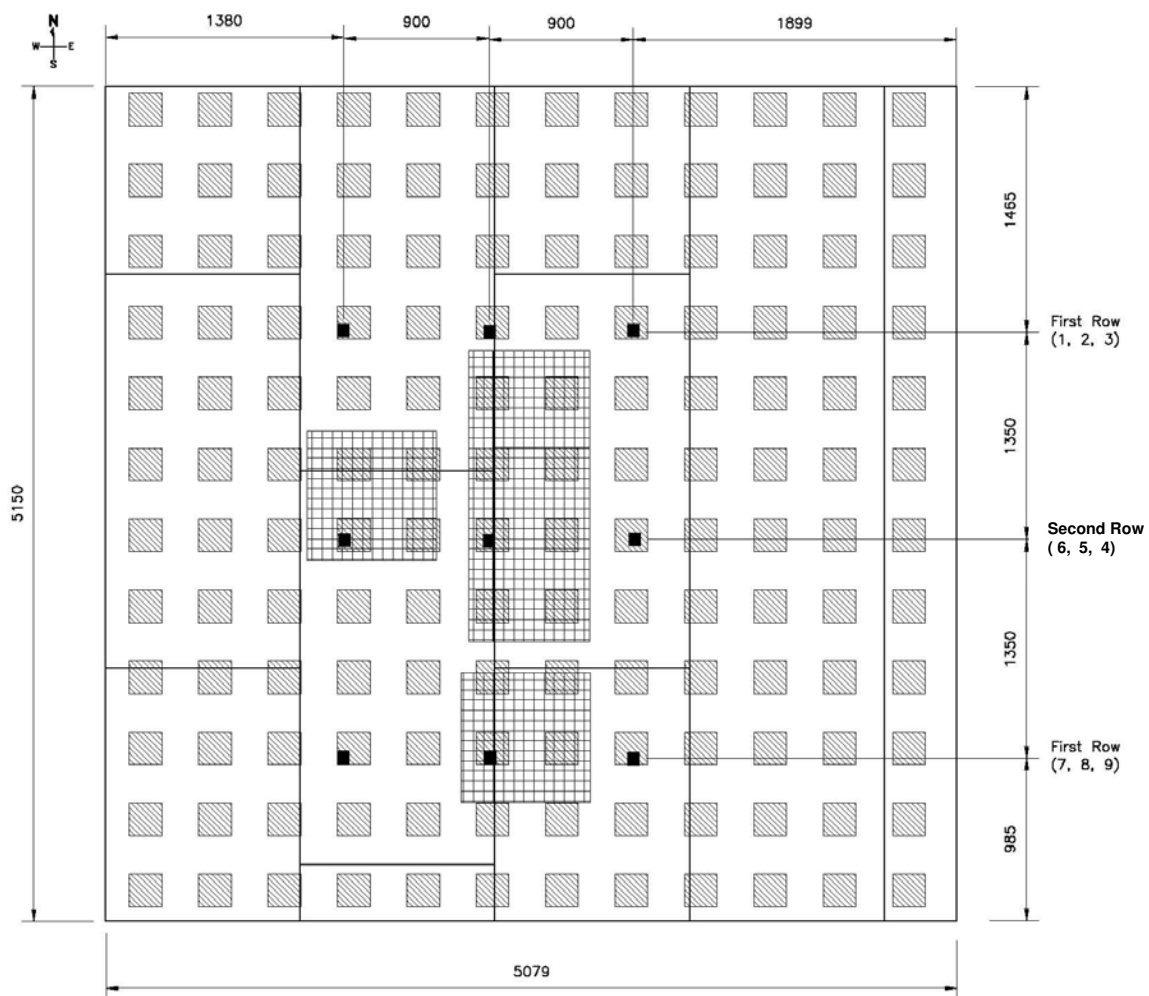 1380
900
900
1899
N
W E
S
1465
First Row
(1, 2, 3)
1350
5150
Second Row
( 6, 5, 4)
1350
First Row
(7, 8, 9)
985
5079